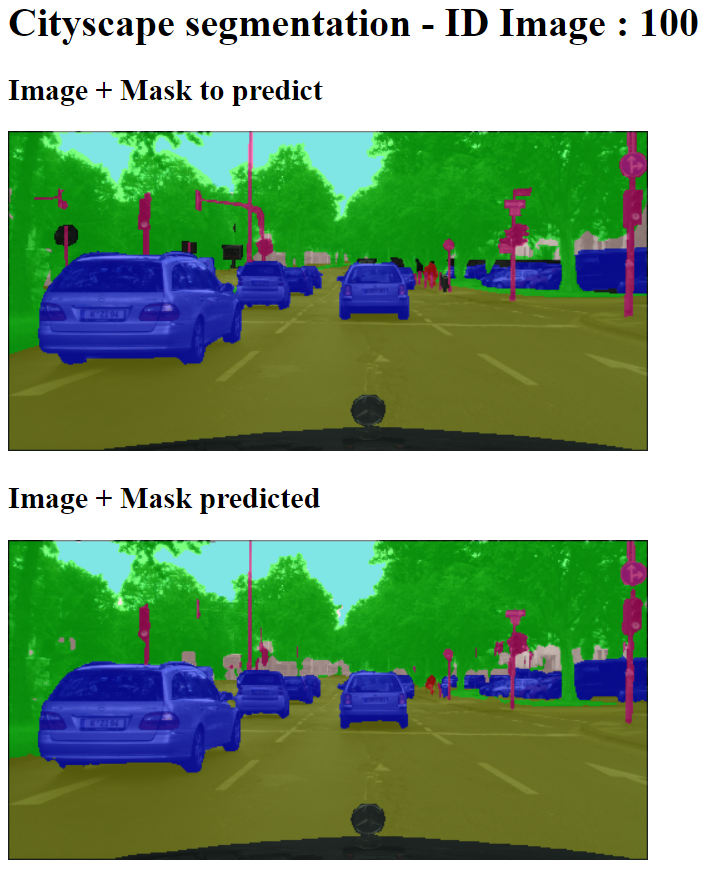 Cityscape segmentation - ID Image : 100
Image + Mask to predict
Image + Mask predicted